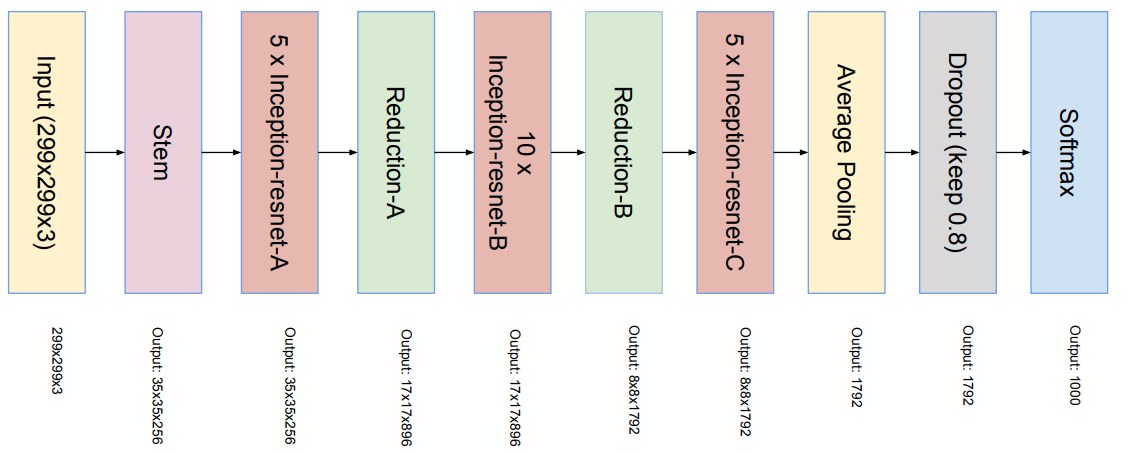 Input (299x299x3)
Stem
5 x Inception-resnet-A
Reduction-A
10 x
Inception-resnet-B
Reduction-B
5 x Inception-resnet-C
Average Pooling
Dropout (keep 0.8)
Softmax
299x299x3
Output: 35x35x256
Output: 35x35x256
Output: 17x17x896
Output: 17x17x896
Output: 8x8x1792
Output: 8x8x1792
Output: 1792
Output: 1792
Output: 1000